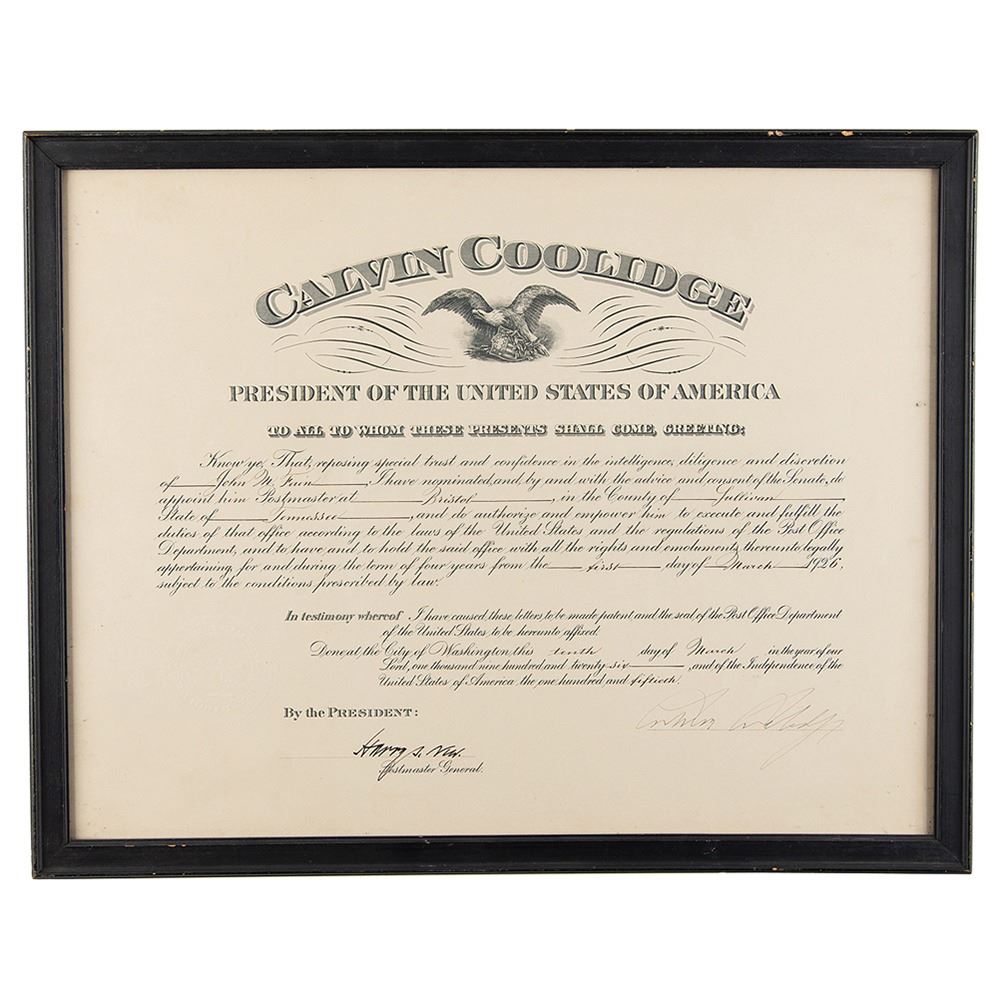 CALVIN COOLIDGE
PRESIDENT OF THE UNITED STATES OF AMERICA
TO ALL TO WHOM THESE PRESENTS SHALL COME, GREETING:
Know ye, That, reposing special trust and confidence in the intelligence, diligence and discretion
of John M. Fain, I have nominated, and, by and with the advice and consent of the Senate, do
appoint him Postmaster at Bristol, in the County of Sullivan,
State of Tennessee, and do authorize and empower him to execute and fulfill the
duties of that office according to the laws of the United States and the regulations of the Post Office
Department, and to have and to hold the said office with all the rights and emoluments thereunto legally
appertaining, for and during the term of four years from the first day of March 1926,
subject to the conditions prescribed by law.
In testimony whereof I have caused these letters to be made patent and the seal of the Post Office Department
of the United States to be hereunto affixed.
Done, at the City of Washington, this tenth day of March in the year of our
Lord, one thousand nine hundred and twenty-six, and of the Independence of the
United States of America the one hundred and fiftieth.
By the PRESIDENT:
Calvin Coolidge
Harry S. New.
Postmaster General.